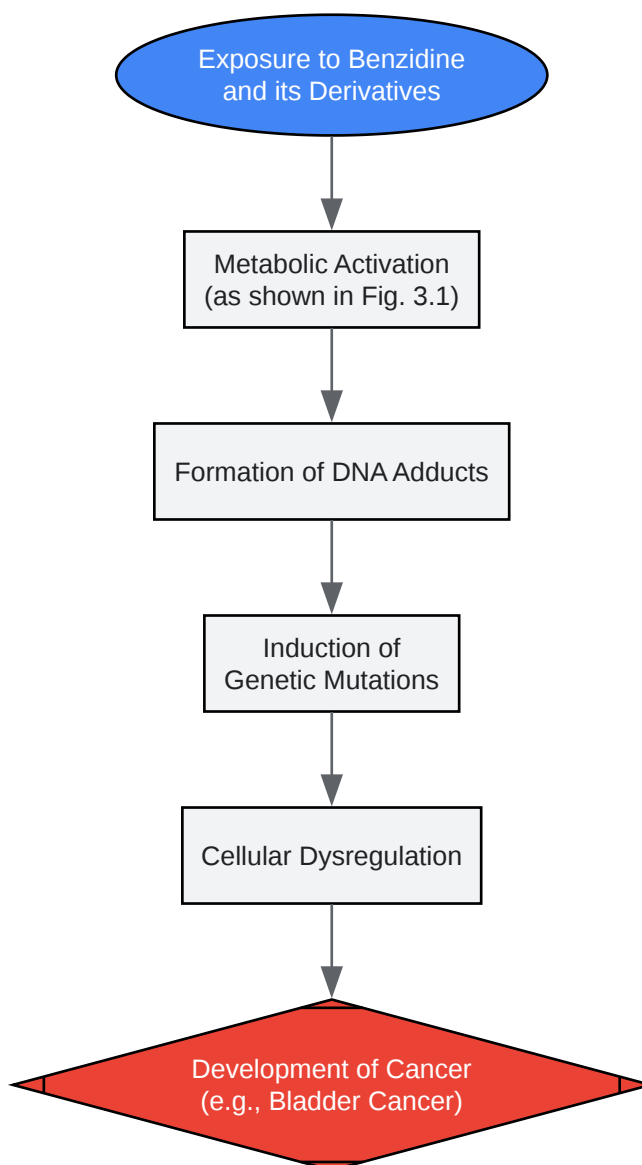 Exposure to Benzidine
and its Derivatives
Metabolic Activation
(as shown in Fig. 3.1)
Formation of DNA Adducts
Induction of
Genetic Mutations
Cellular Dysregulation
Development of Cancer
(e.g., Bladder Cancer)